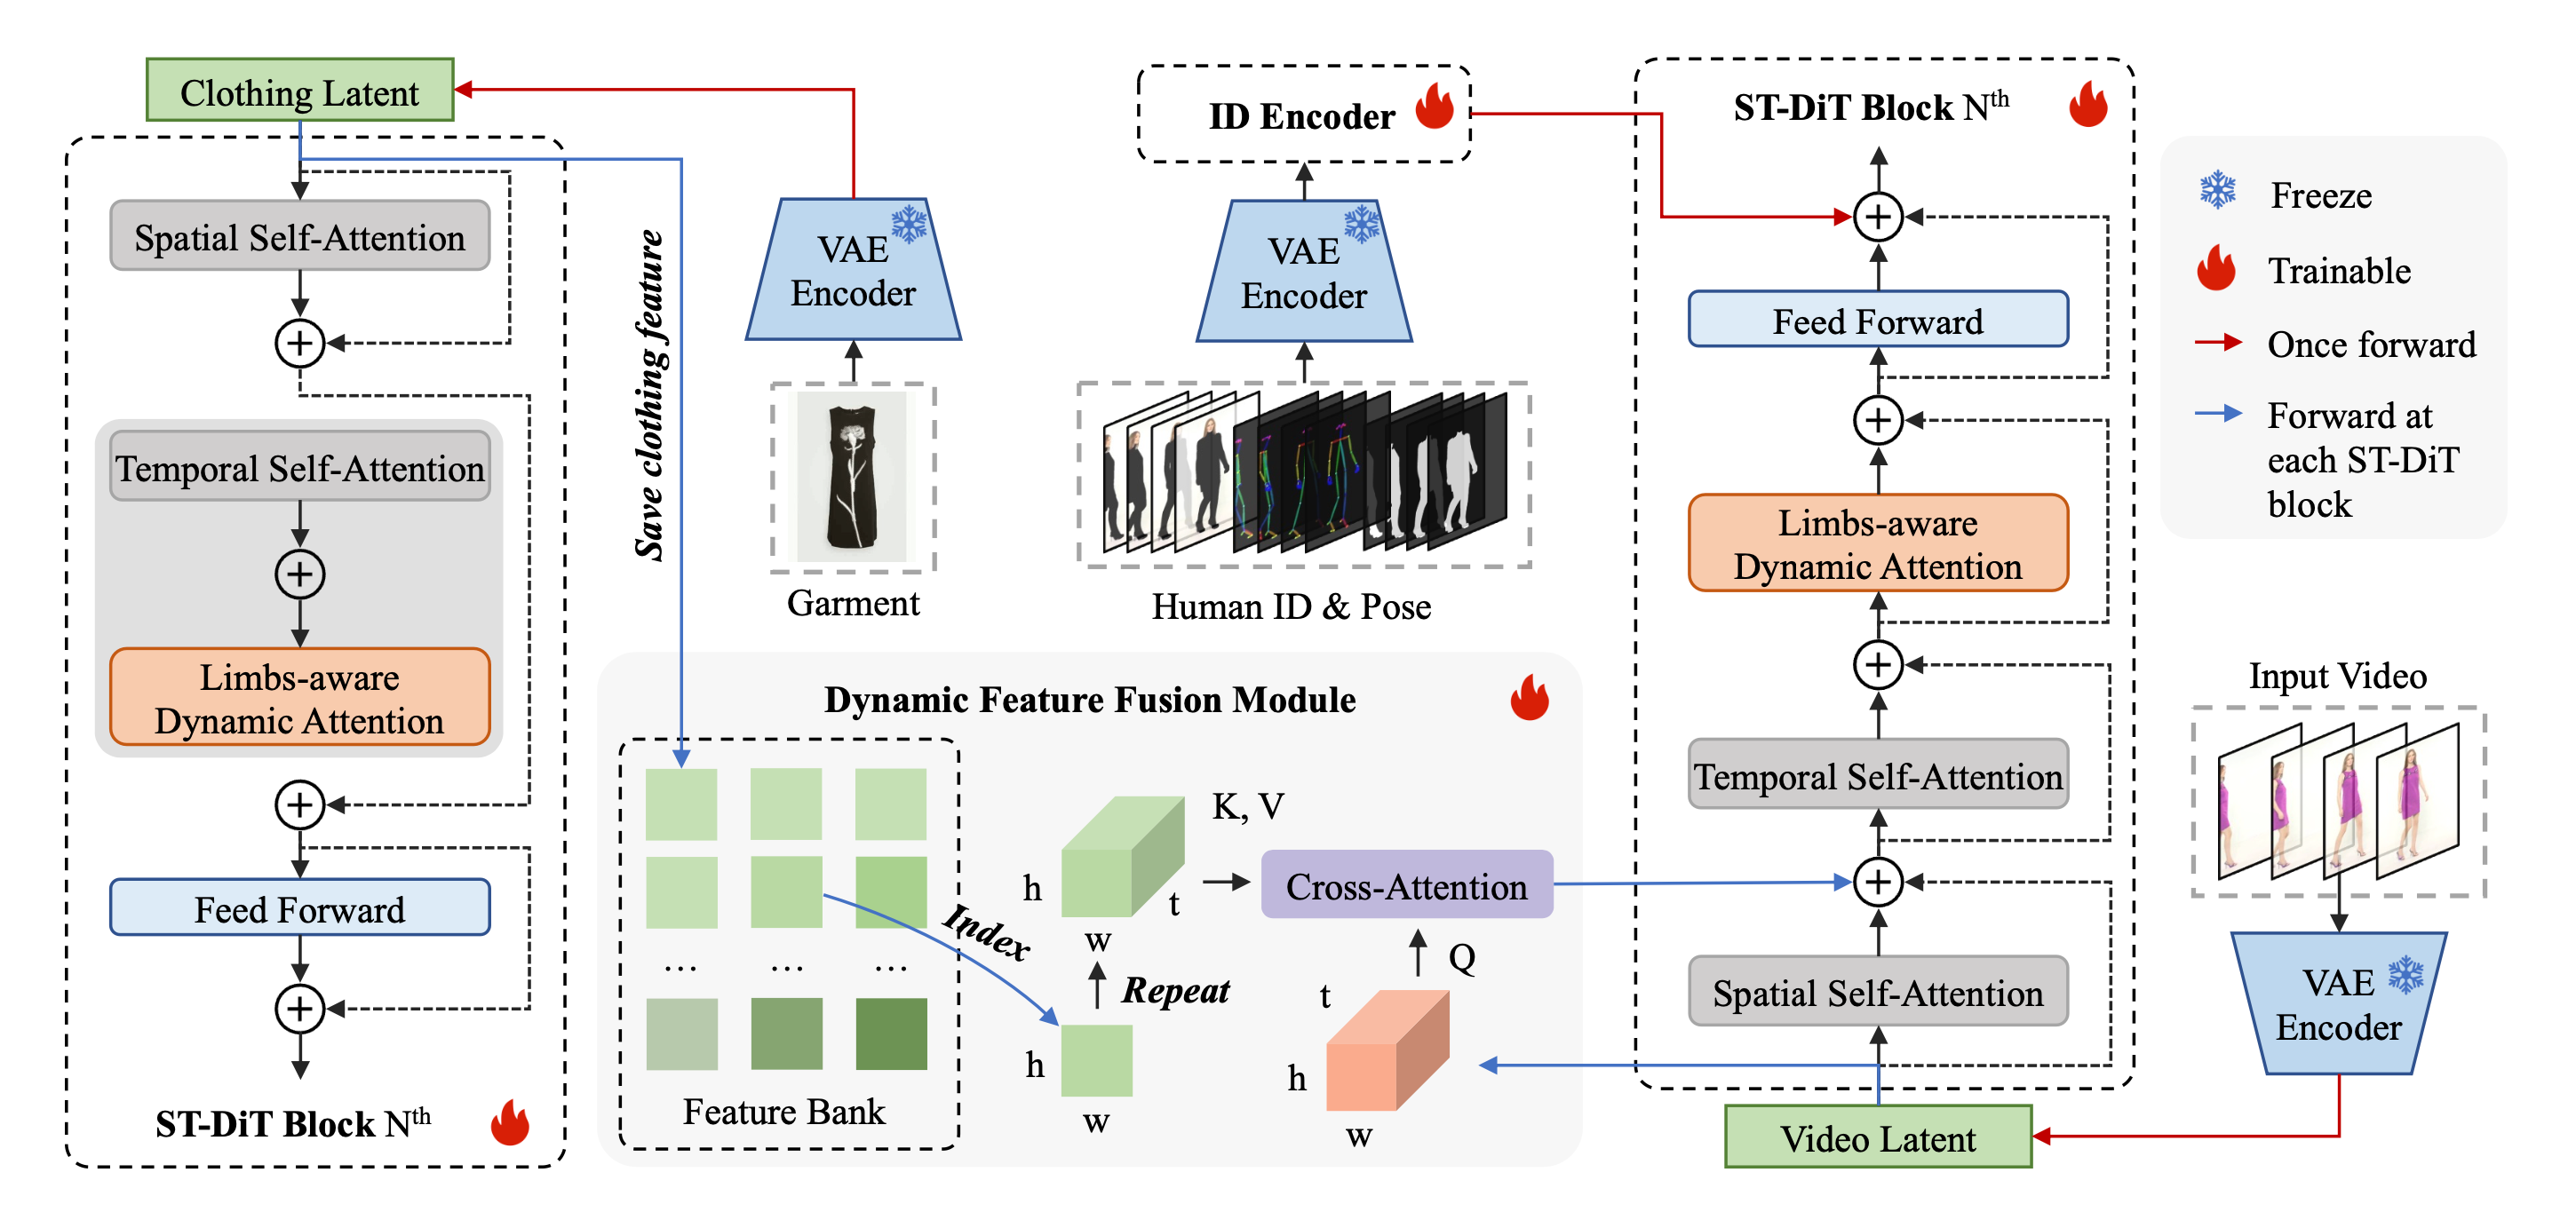 Clothing Latent
Spatial Self-Attention
Temporal Self-Attention
Limbs-aware
Dynamic Attention
Feed Forward
ST-DiT Block Nth
Save clothing feature
VAE
Encoder
Garment
ID Encoder
VAE
Encoder
Human ID & Pose
Dynamic Feature Fusion Module
...
...
...
Feature Bank
Index
h
w
Repeat
h
w
t
K, V
Cross-Attention
Q
t
h
w
ST-DiT Block Nth
Feed Forward
Limbs-aware
Dynamic Attention
Temporal Self-Attention
Spatial Self-Attention
Video Latent
Freeze
Trainable
Once forward
Forward at
each ST-DiT
block
Input Video
VAE
Encoder